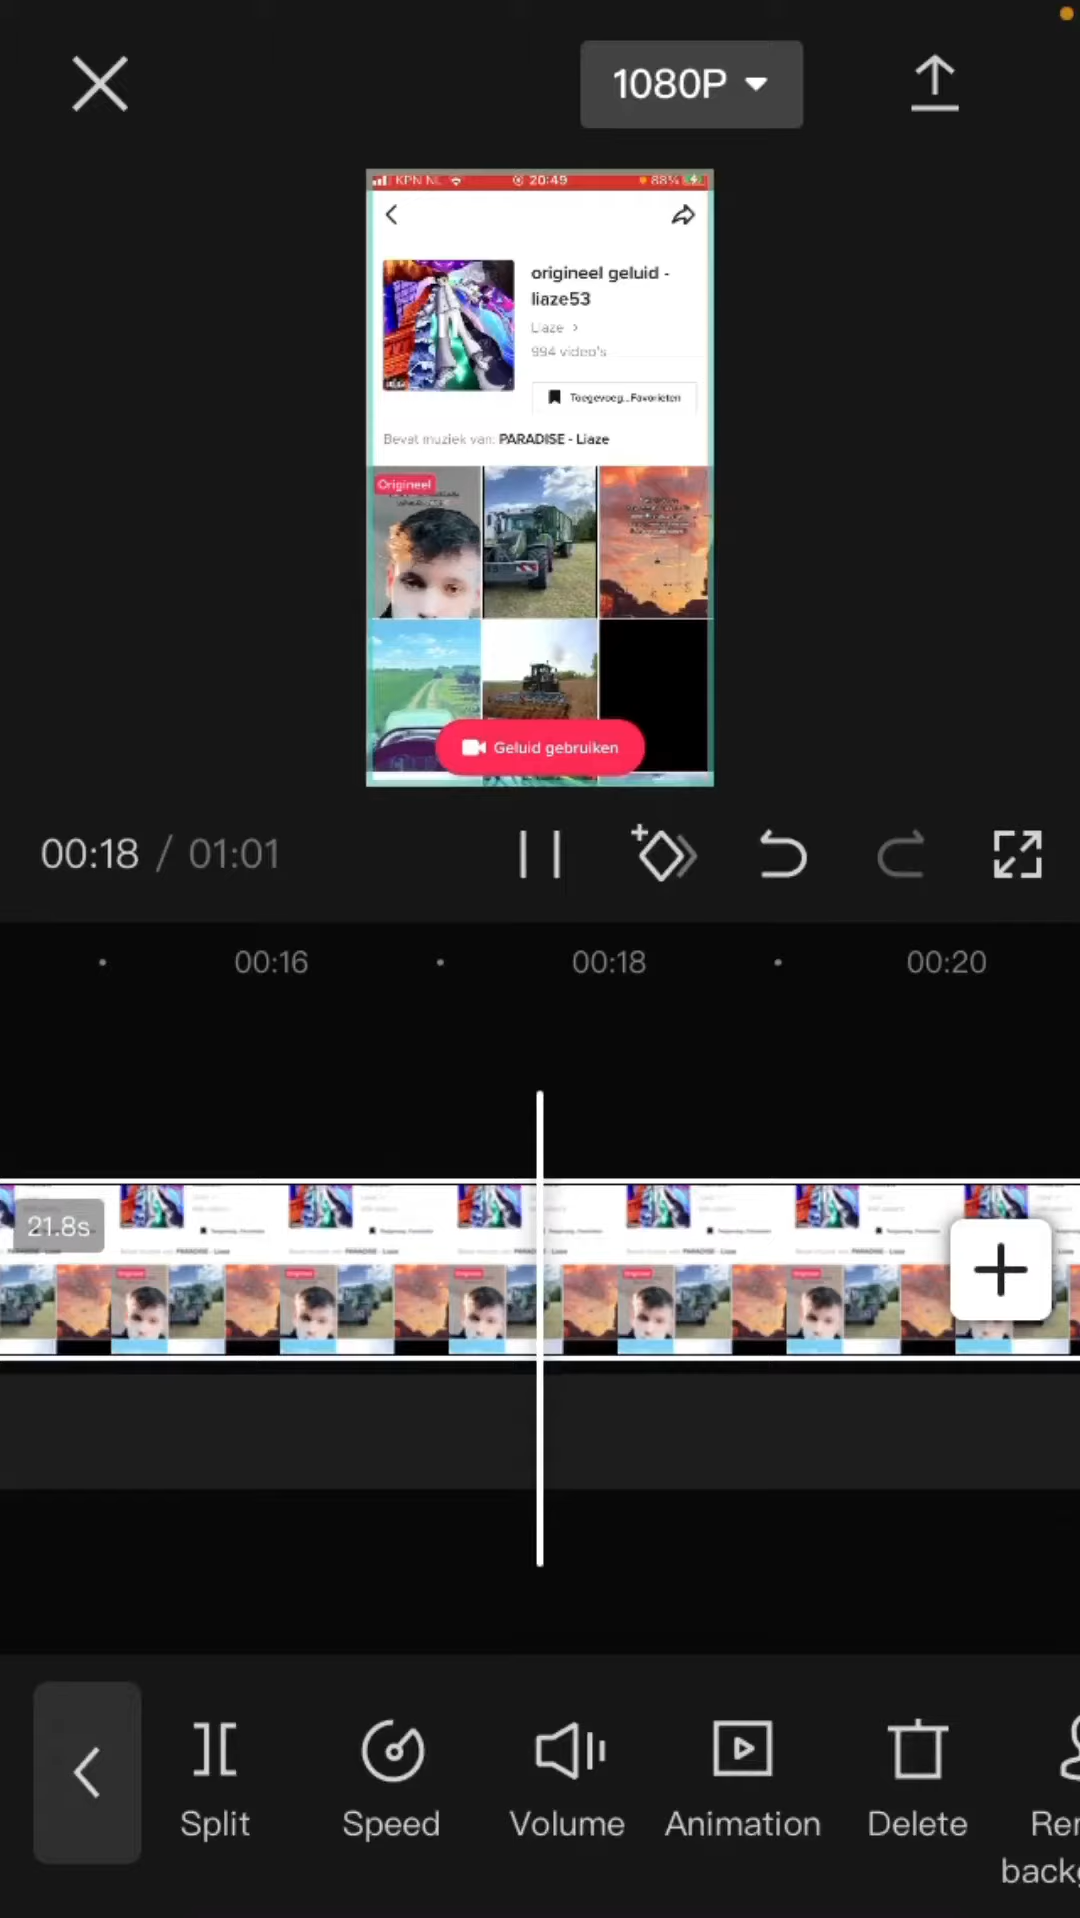 1080P
KPN NL 20:49 88%
origineel geluid -
liaze53
Liaze >
994 video's
Toegevoeg...Favorieten
Bevat muziek van: PARADISE - Liaze
Origineel
Geluid gebruiken
00:18 / 01:01
00:16 00:18 00:20
21.8s
Split Speed Volume Animation Delete Rem
backg